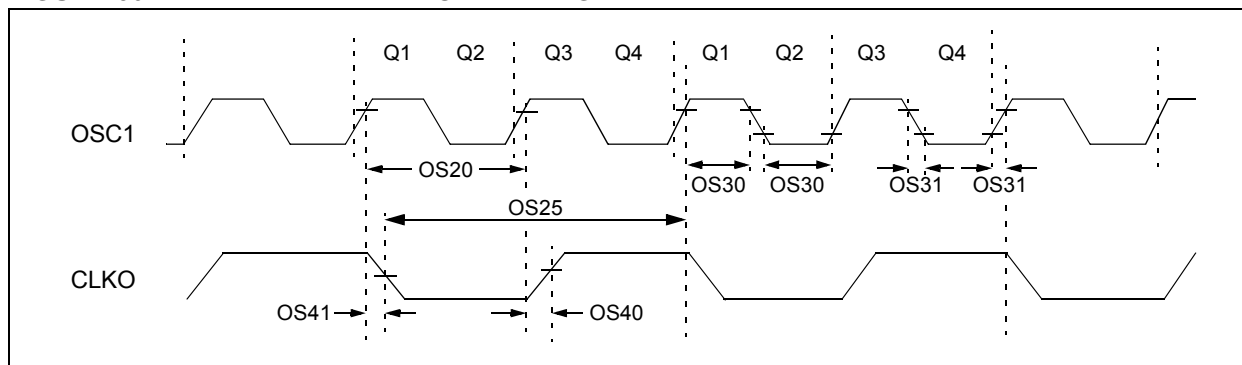 Q1 Q2 Q3 Q4 Q1 Q2 Q3 Q4
OSC1
OS20 OS30 OS30 OS31 OS31
OS25
CLKO
OS41 OS40